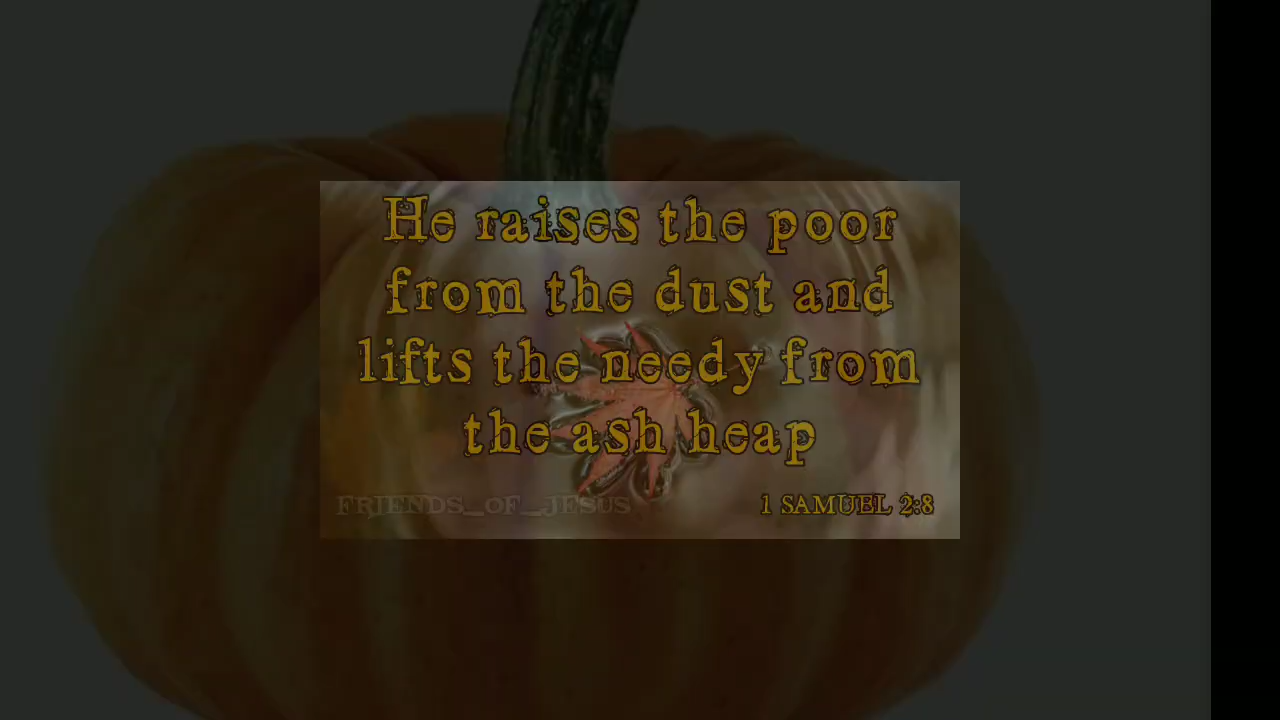 He raises the poor
from the dust and
lifts the needy from
the ash heap
FRIENDS_OF_JESUS
1 SAMUEL 2:8